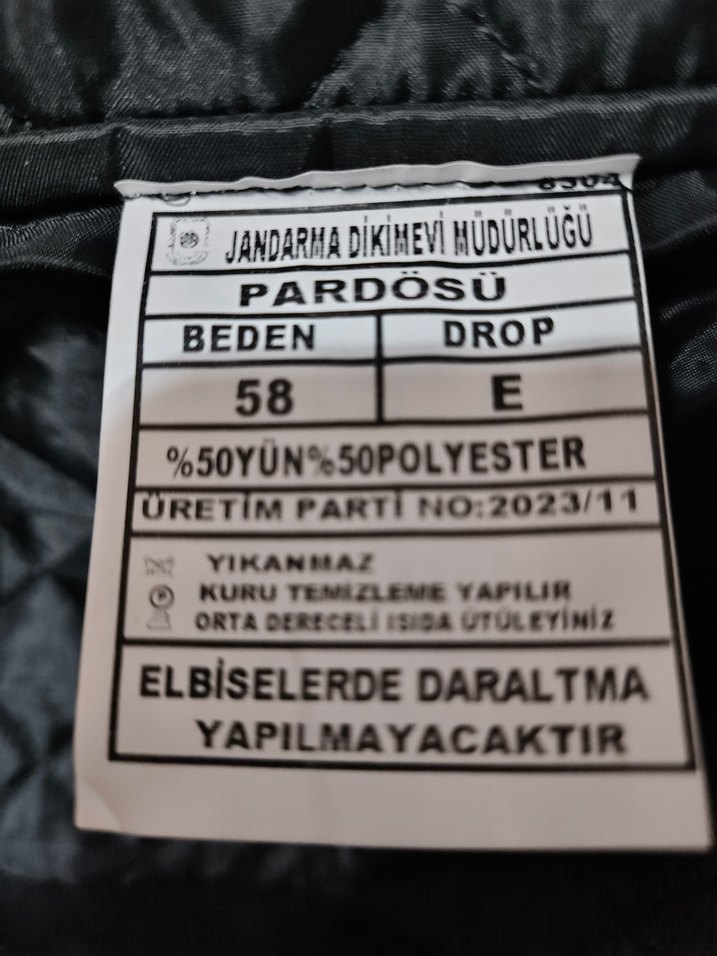 JANDARMA DİKİMEVİ MÜDÜRLÜĞÜ
PARDÖSÜ
BEDEN DROP
58 E
%50YÜN%50POLYESTER
ÜRETİM PARTİ NO:2023/11
YIKANMAZ
P KURU TEMİZLEME YAPILIR
ORTA DERECELİ ISIDA ÜTÜLEYİNİZ
ELBİSELERDE DARALTMA
YAPILMAYACAKTIR